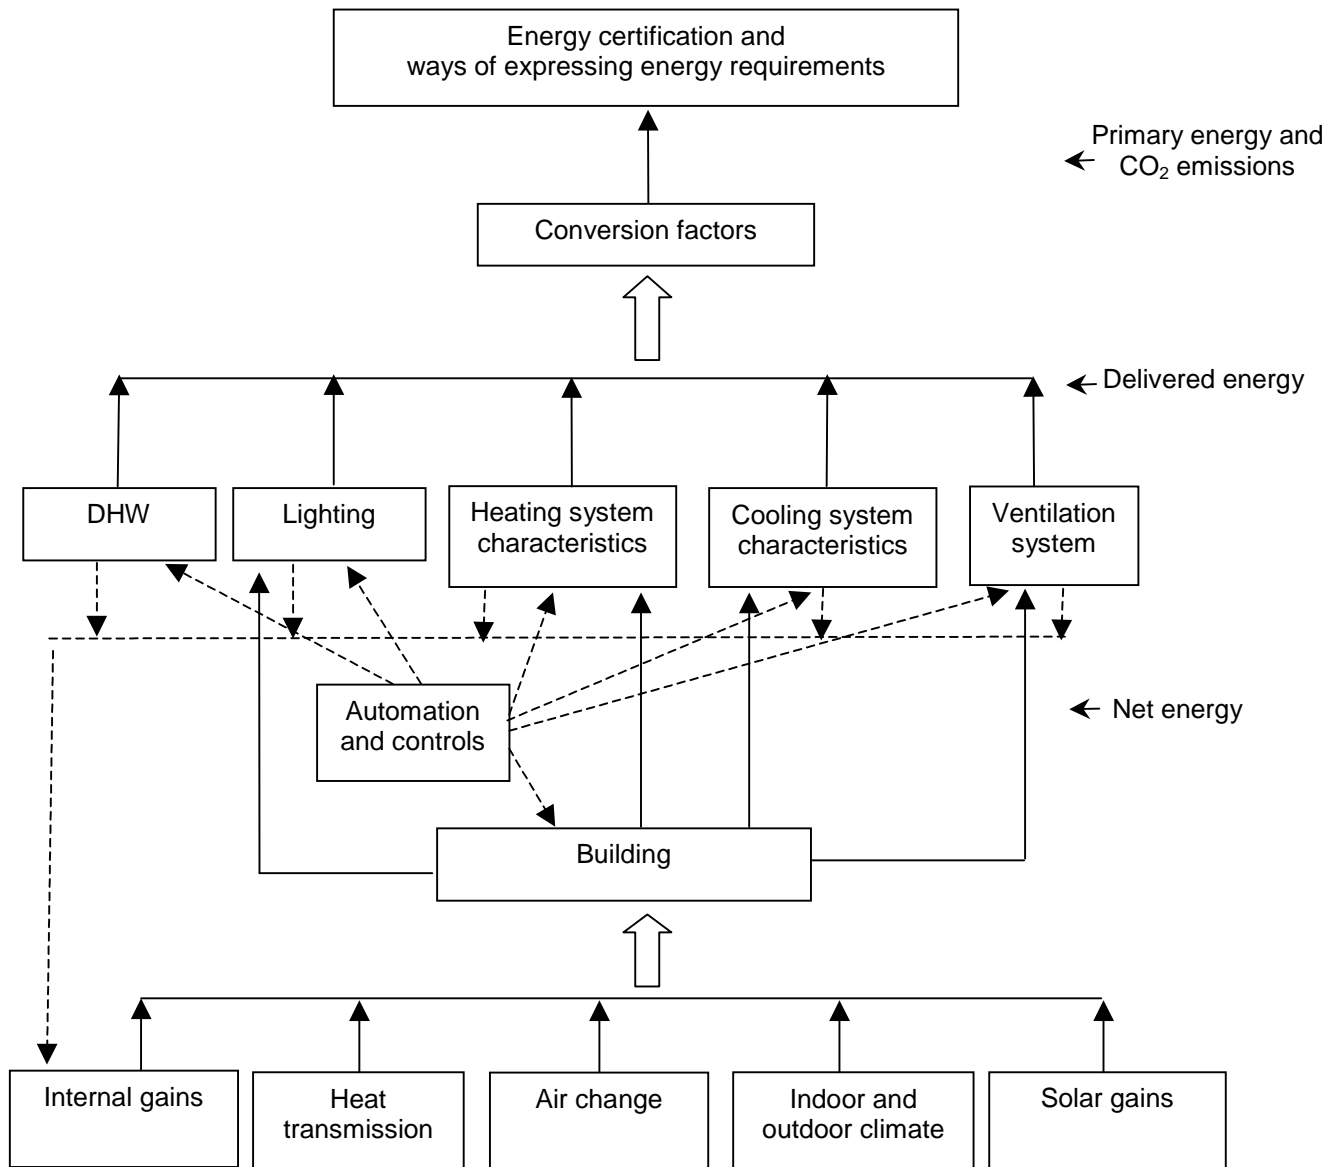 Energy certification and
ways of expressing energy requirements
Primary energy and
CO₂ emissions
Conversion factors
Delivered energy
DHW
Lighting
Heating system
characteristics
Cooling system
characteristics
Ventilation
system
Automation
and controls
Net energy
Building
Internal gains
Heat
transmission
Air change
Indoor and
outdoor climate
Solar gains